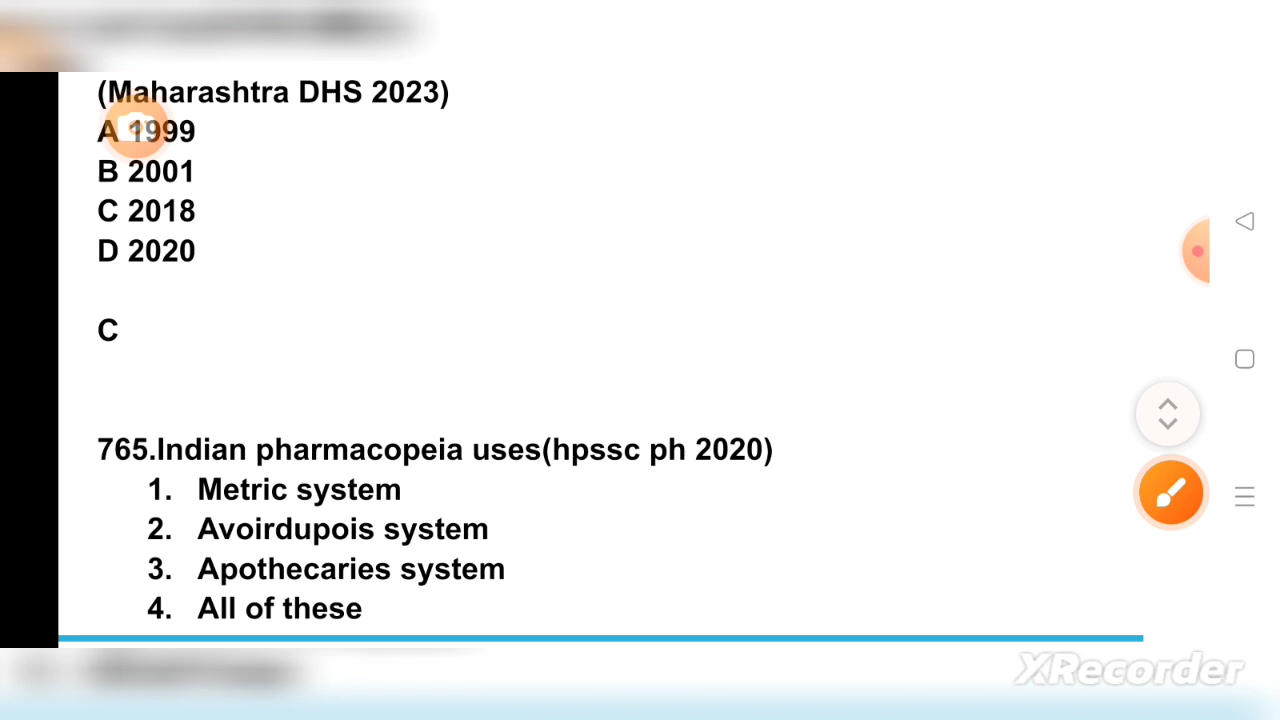 (Maharashtra DHS 2023)
A 1999
B 2001
C 2018
D 2020
C
765.Indian pharmacopeia uses(hpssc ph 2020)
1. Metric system
2. Avoirdupois system
3. Apothecaries system
4. All of these
XRecorder